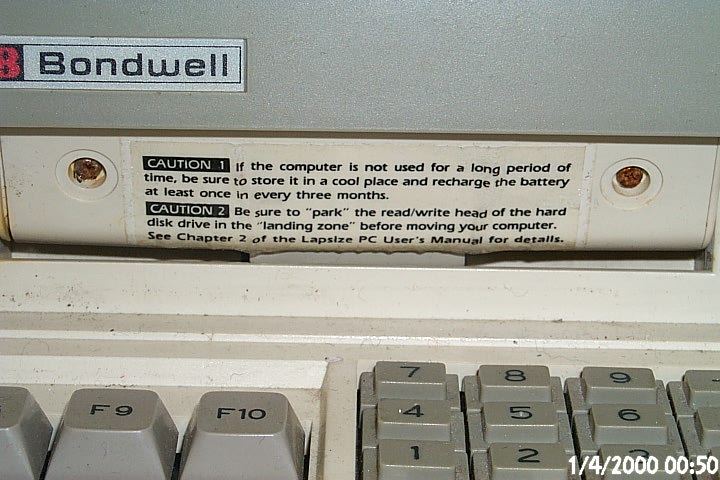 Bondwell
CAUTION 1 If the computer is not used for a long period of
time, be sure to store it in a cool place and recharge the battery
at least once in every three months.
CAUTION 2 Be sure to "park" the read/write head of the hard
disk drive in the "landing zone" before moving your computer.
See Chapter 2 of the Lapsize PC User's Manual for details.
7 8 9
F9 F10 4 5 6
1 2 3
1/4/2000 00:50